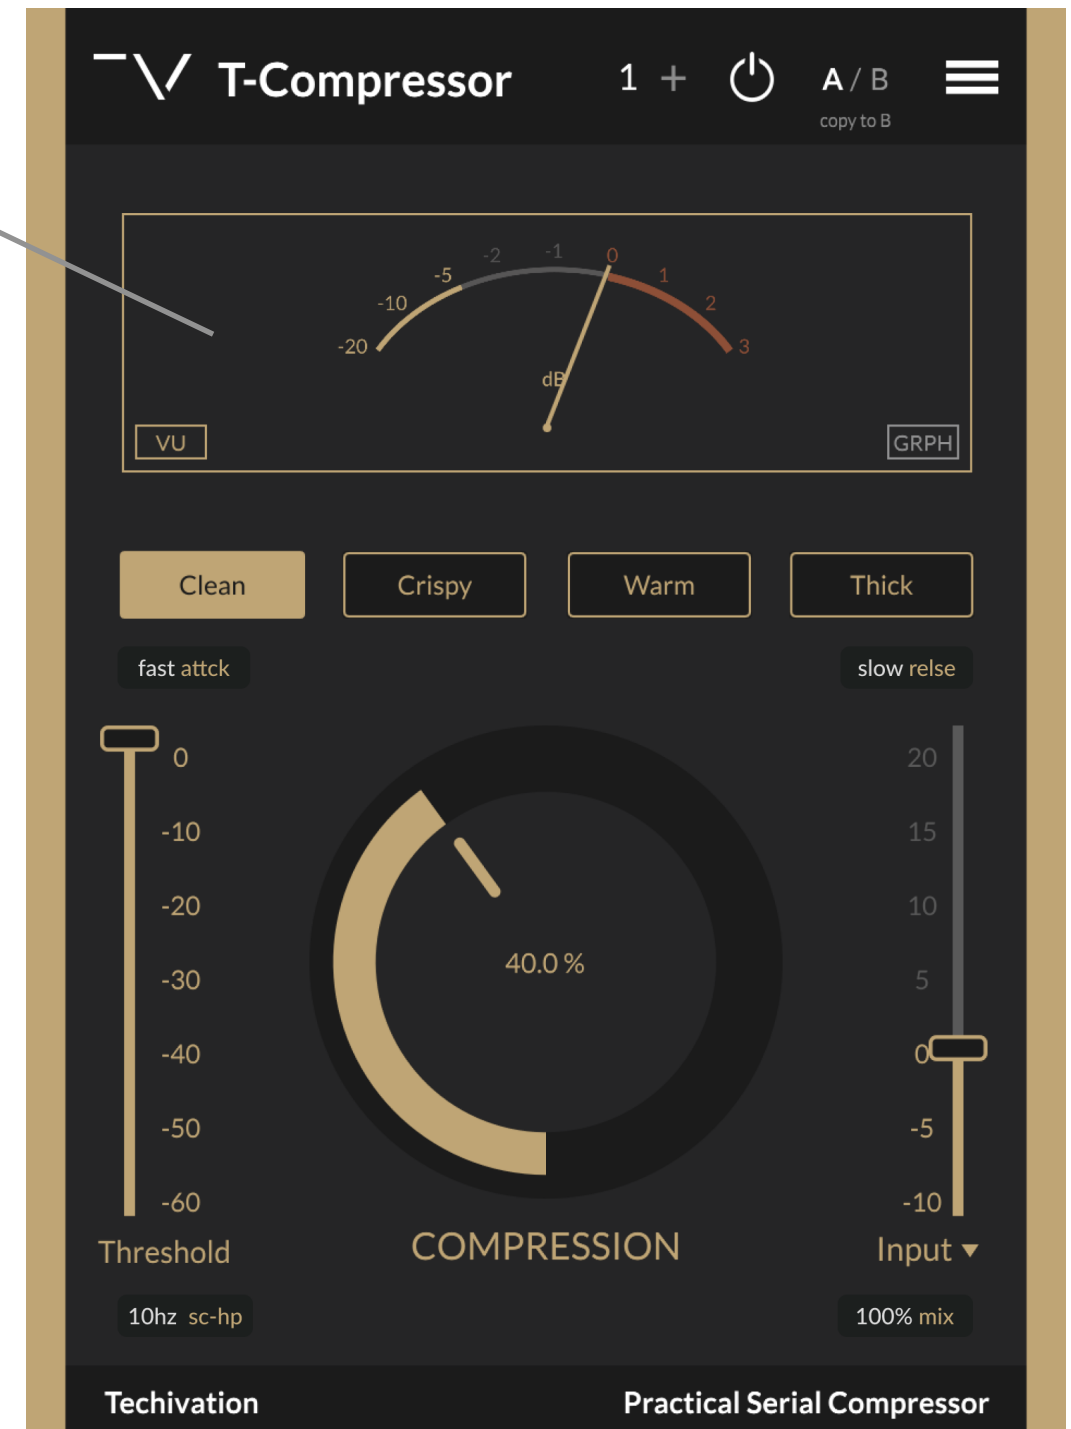 T-Compressor 1 + A / B
copy to B
-20 -10 -5 -2 -1 0 1 2 3
dB
VU GRPH
Clean Crispy Warm Thick
fast attck slow relse
0 20
-10 15
-20 10
-30 5
40.0 %
-40 0
-50 -5
-60 -10
Threshold COMPRESSION Input
10hz sc-hp 100% mix
Techivation Practical Serial Compressor